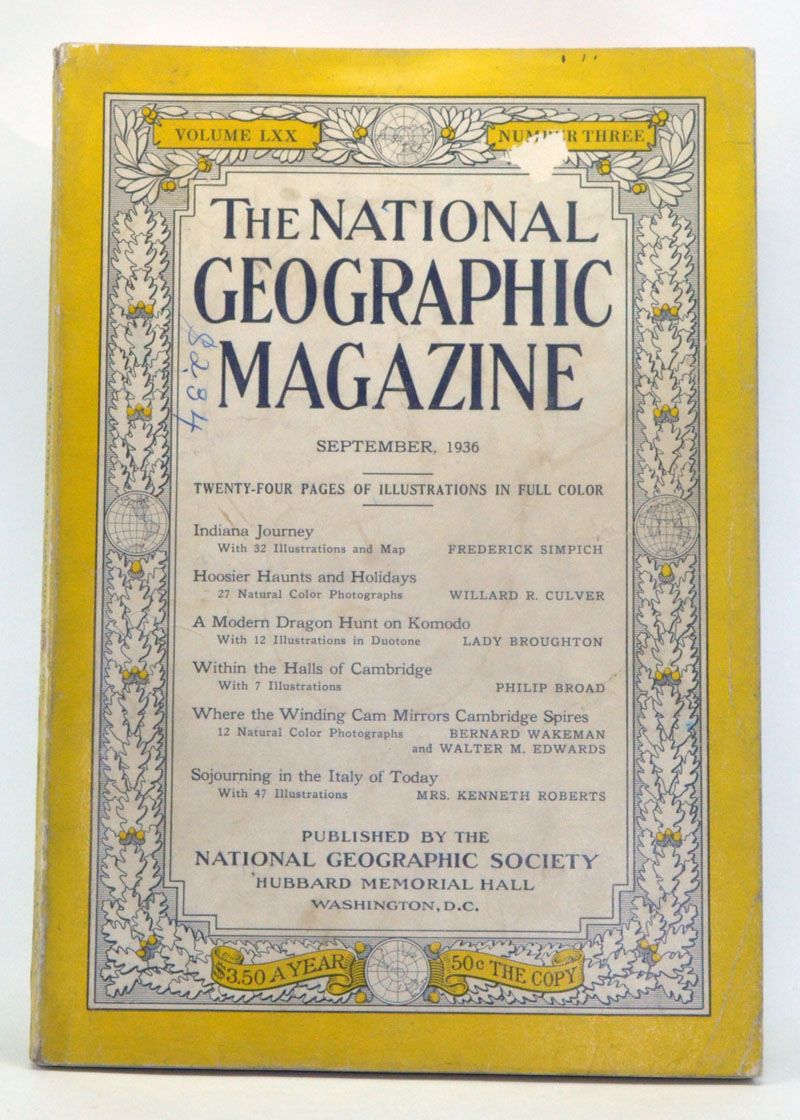 VOLUME LXX
NUMBER THREE
THE NATIONAL
GEOGRAPHIC
MAGAZINE
$2.34
SEPTEMBER, 1936
TWENTY-FOUR PAGES OF ILLUSTRATIONS IN FULL COLOR
Indiana Journey
With 32 Illustrations and Map FREDERICK SIMPICH
Hoosier Haunts and Holidays
27 Natural Color Photographs WILLARD R. CULVER
A Modern Dragon Hunt on Komodo
With 12 Illustrations in Duotone LADY BROUGHTON
Within the Halls of Cambridge
With 7 Illustrations PHILIP BROAD
Where the Winding Cam Mirrors Cambridge Spires
12 Natural Color Photographs BERNARD WAKEMAN
and WALTER M. EDWARDS
Sojourning in the Italy of Today
With 47 Illustrations MRS. KENNETH ROBERTS
PUBLISHED BY THE
NATIONAL GEOGRAPHIC SOCIETY
HUBBARD MEMORIAL HALL
WASHINGTON, D.C.
$3.50 A YEAR
50¢ THE COPY